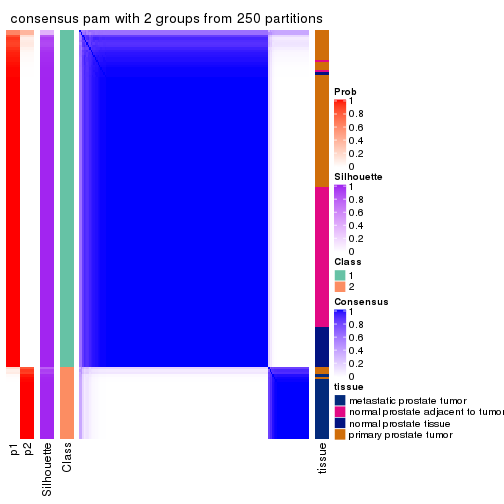 consensus pam with 2 groups from 250 partitions
Prob
1
0.8
0.6
0.4
0.2
0
Silhouette
1
0.8
0.6
0.4
0.2
0
Class
1
2
Consensus
1
0.8
0.6
0.4
0.2
0
tissue
metastatic prostate tumor
normal prostate adjacent to tumor
normal prostate tissue
primary prostate tumor
p1
p2
Silhouette
Class
tissue